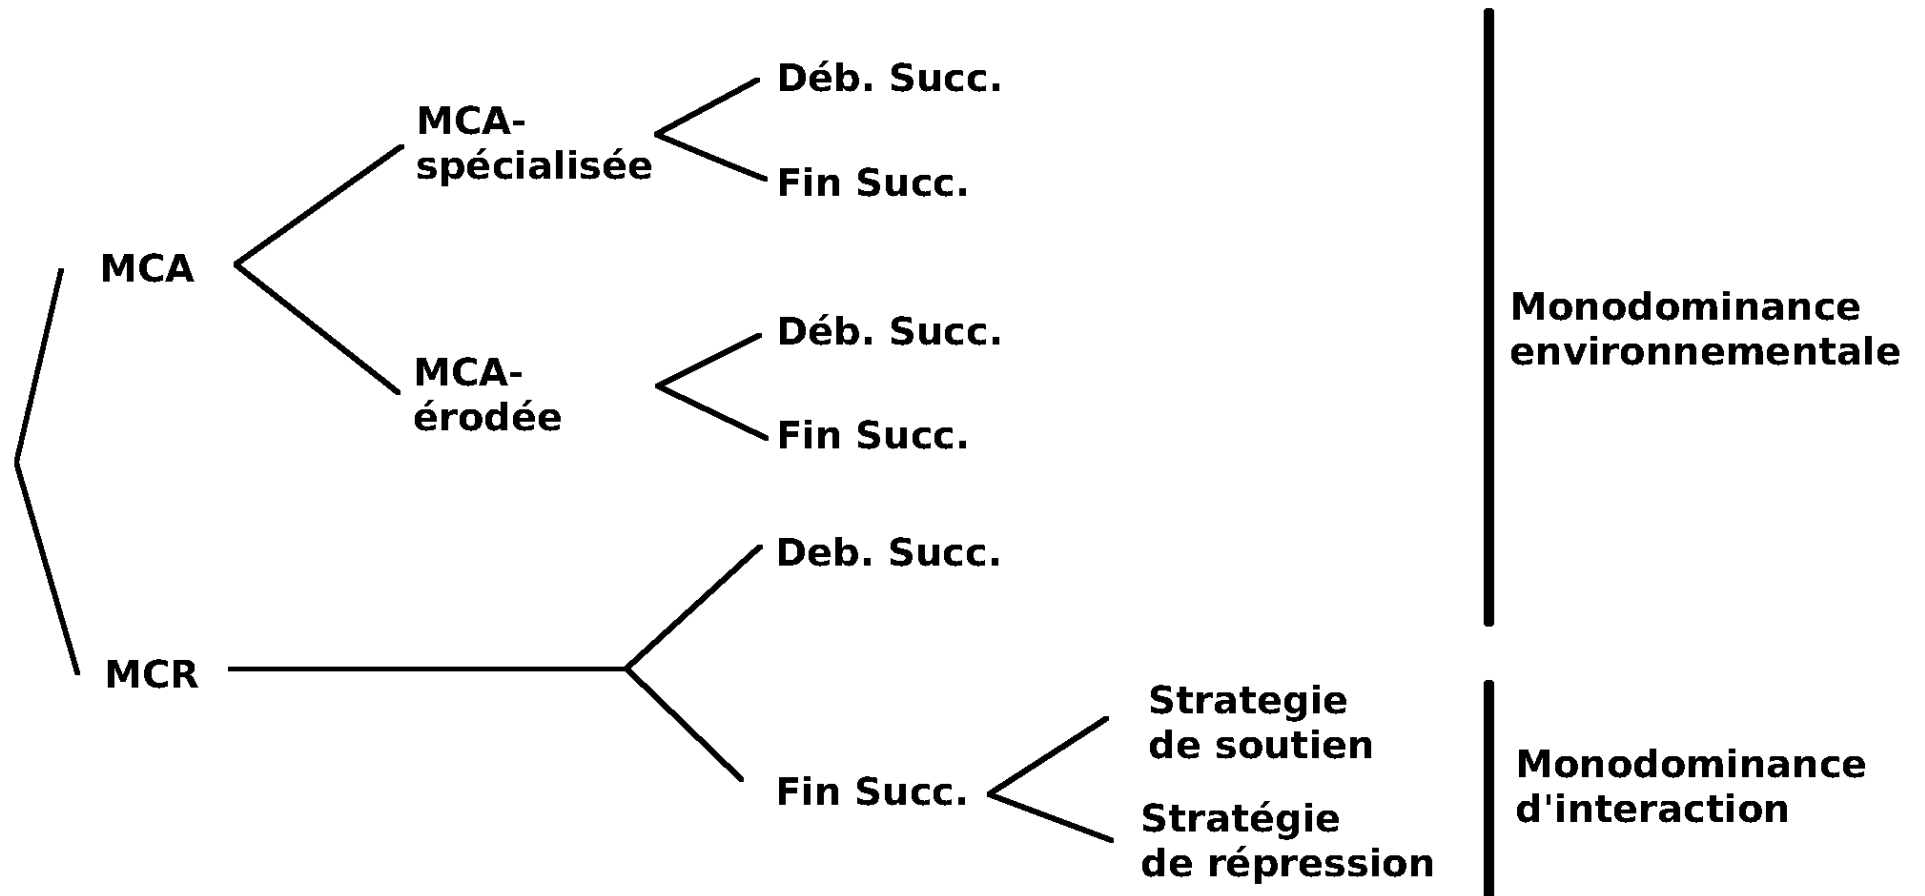 Déb. Succ.
MCA-
spécialisée
Fin Succ.
MCA
Déb. Succ.
MCA-
érodée
Fin Succ.
Monodominance
environnementale
Deb. Succ.
MCR
Fin Succ.
Strategie
de soutien
Stratégie
de répression
Monodominance
d'interaction